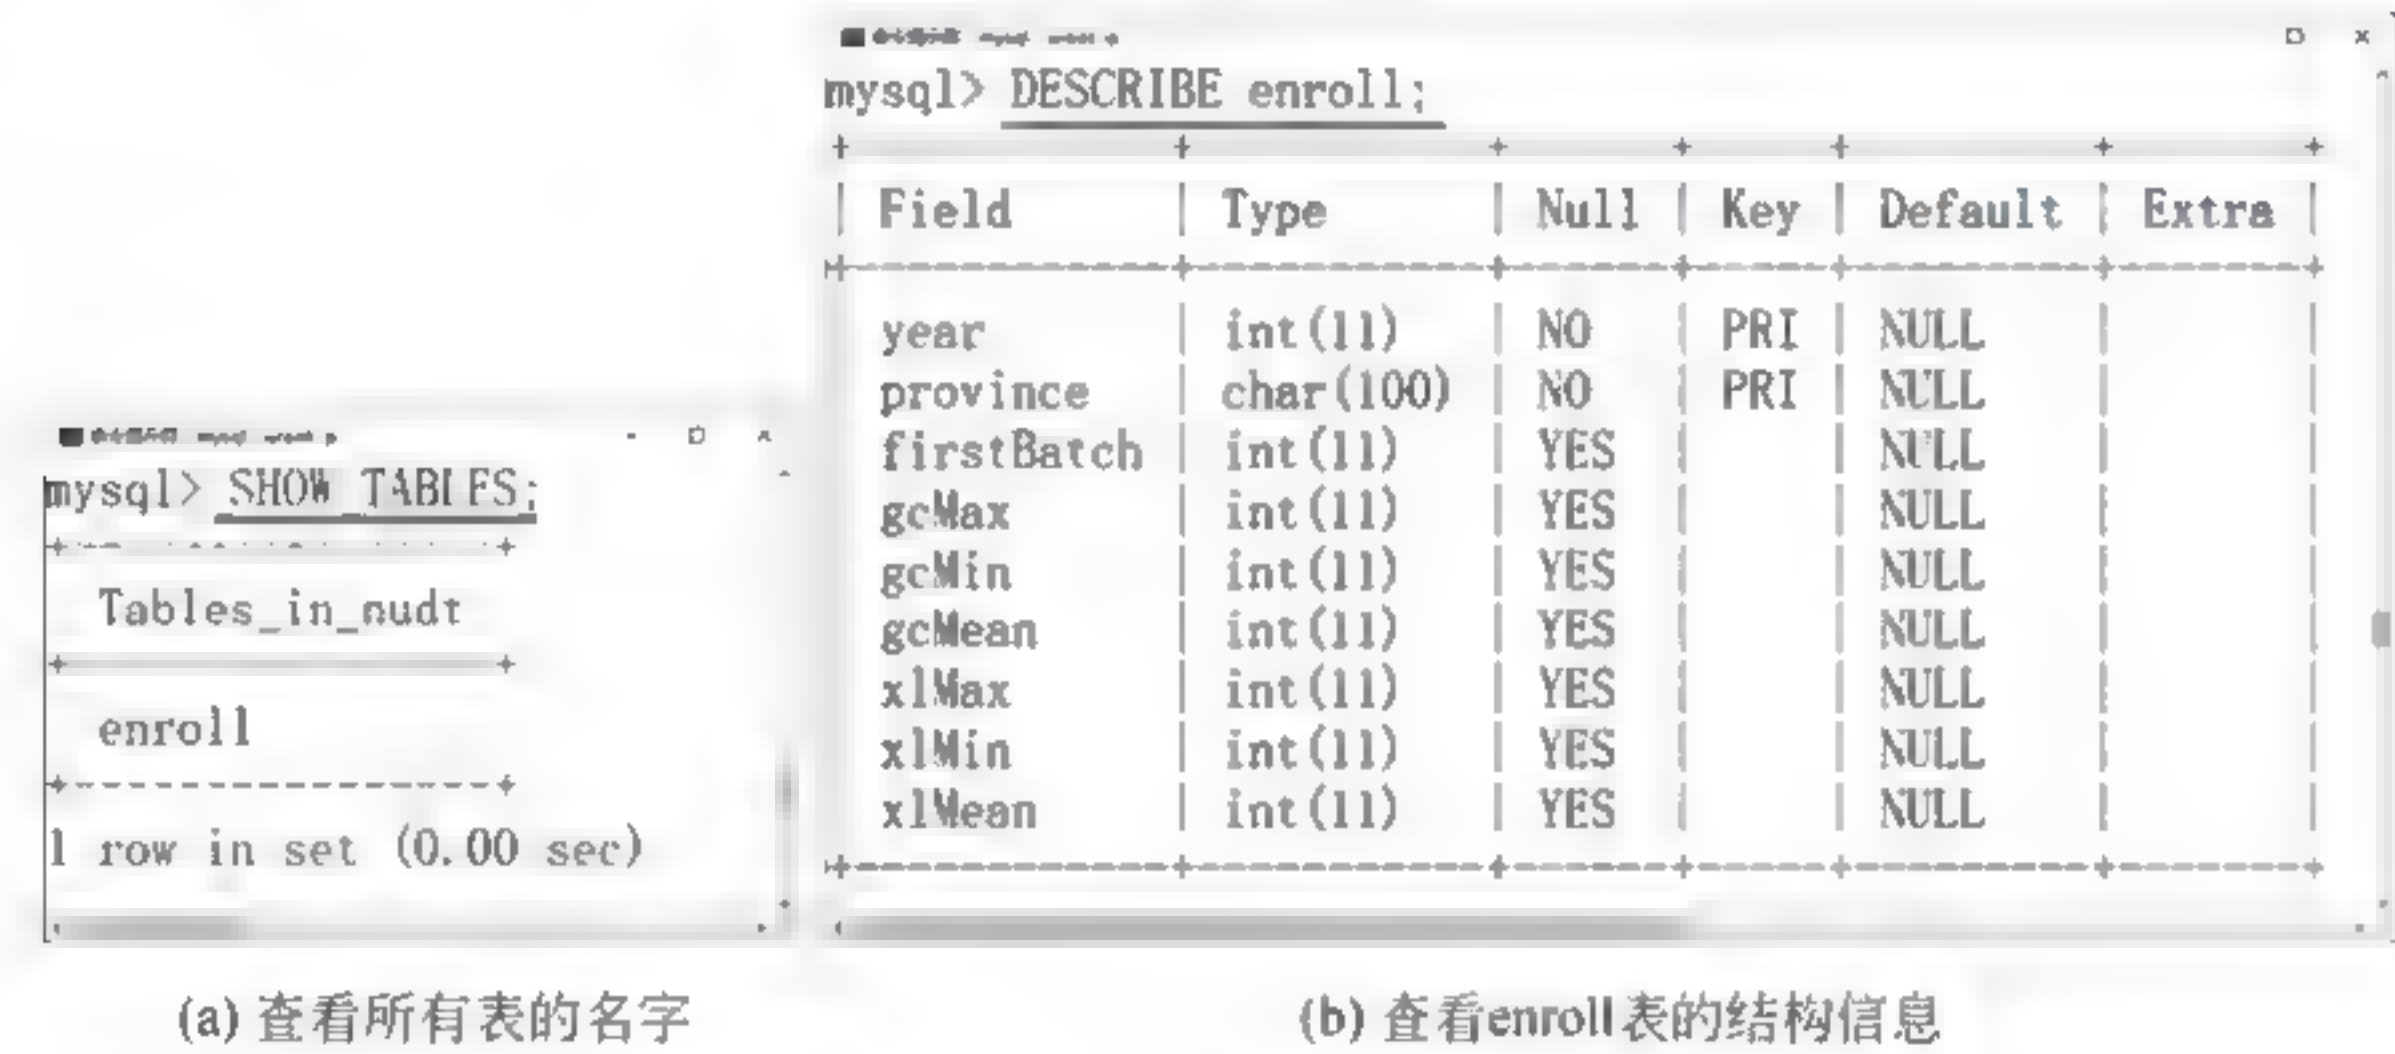 mysql> SHOW TABLES;
Tables_in_nudt
enroll
1 row in set (0.00 sec)
(a) 查看所有表的名字
mysql> DESCRIBE enroll;
| Field | Type | Null | Key | Default | Extra |
year | int(11) | NO | PRI | NULL | |
province | char(100) | NO | PRI | NULL | |
firstBatch | int(11) | YES | | NULL | |
gcMax | int(11) | YES | | NULL | |
gcMin | int(11) | YES | | NULL | |
gcMean | int(11) | YES | | NULL | |
xlMax | int(11) | YES | | NULL | |
xlMin | int(11) | YES | | NULL | |
xlMean | int(11) | YES | | NULL | |
(b) 查看enroll表的结构信息